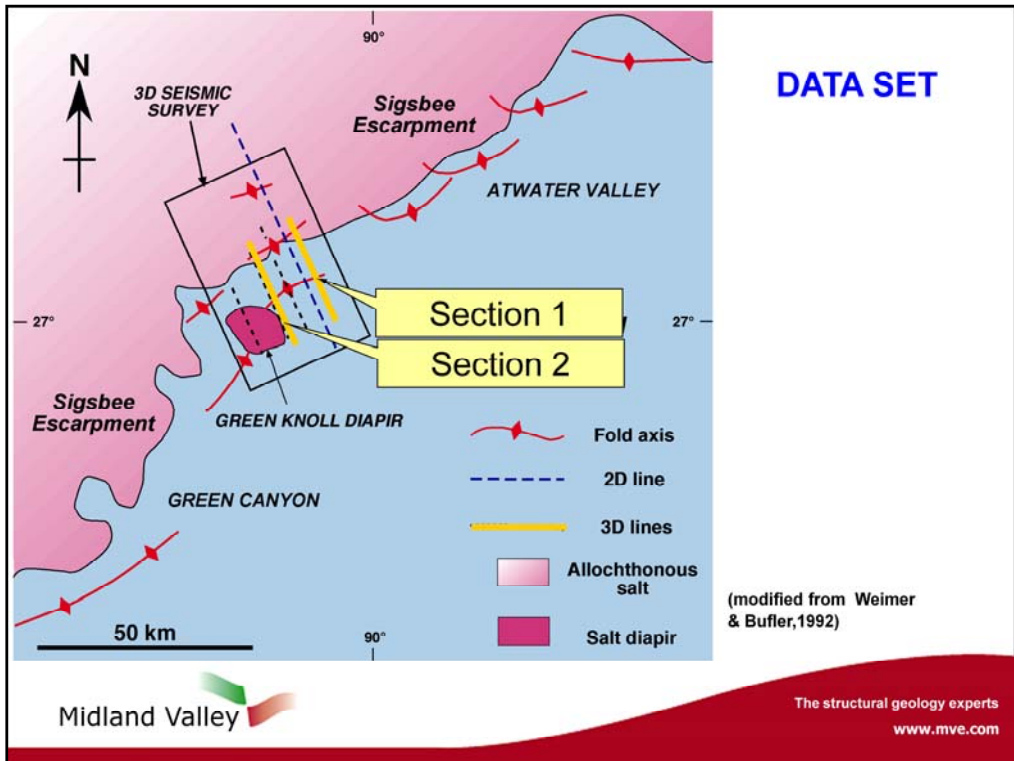 90°
DATA SET
N
3D SEISMIC
SURVEY
Sigsbee
Escarpment
ATWATER VALLEY
Section 1
27°
27°
Section 2
Sigsbee
Escarpment
GREEN KNOLL DIAPIR
Fold axis
2D line
GREEN CANYON
3D lines
Allochthonous
salt
(modified from Weimer
& Bufler,1992)
50 km
90°
Salt diapir
Midland Valley
The structural geology experts
www.mve.com